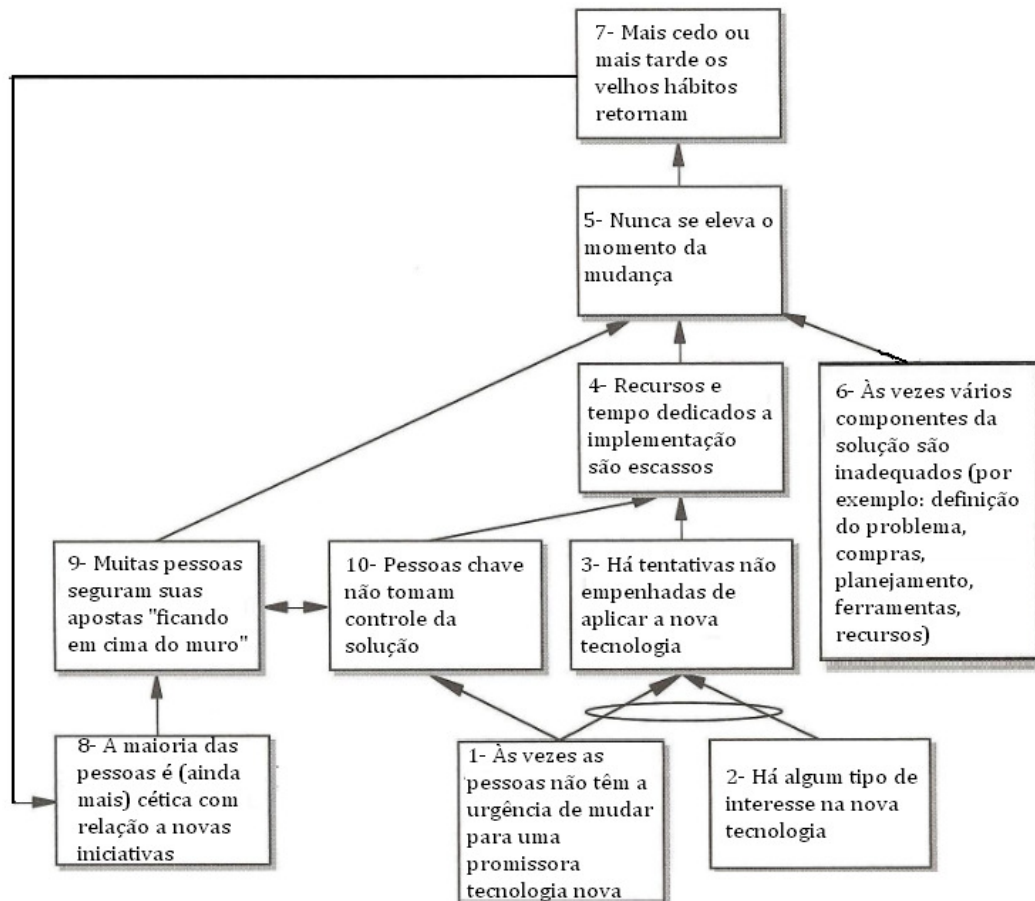 7- Mais cedo ou
mais tarde os
velhos hábitos
retornam
5- Nunca se eleva o
momento da
mudança
4- Recursos e
tempo dedicados a
implementação
são escassos
6- Às vezes vários
componentes da
solução são
inadequados (por
exemplo: definição
do problema,
compras,
planejamento,
ferramentas,
recursos)
9- Muitas pessoas
seguram suas
apostas "ficando
em cima do muro"
10- Pessoas chave
não tomam
controle da
solução
3- Há tentativas não
empenhadas de
aplicar a nova
tecnologia
8- A maioria das
pessoas é (ainda
mais) cética com
relação a novas
iniciativas
1- Às vezes as
pessoas não têm a
urgência de mudar
para uma
promissora
tecnologia nova
2- Há algum tipo de
interesse na nova
tecnologia